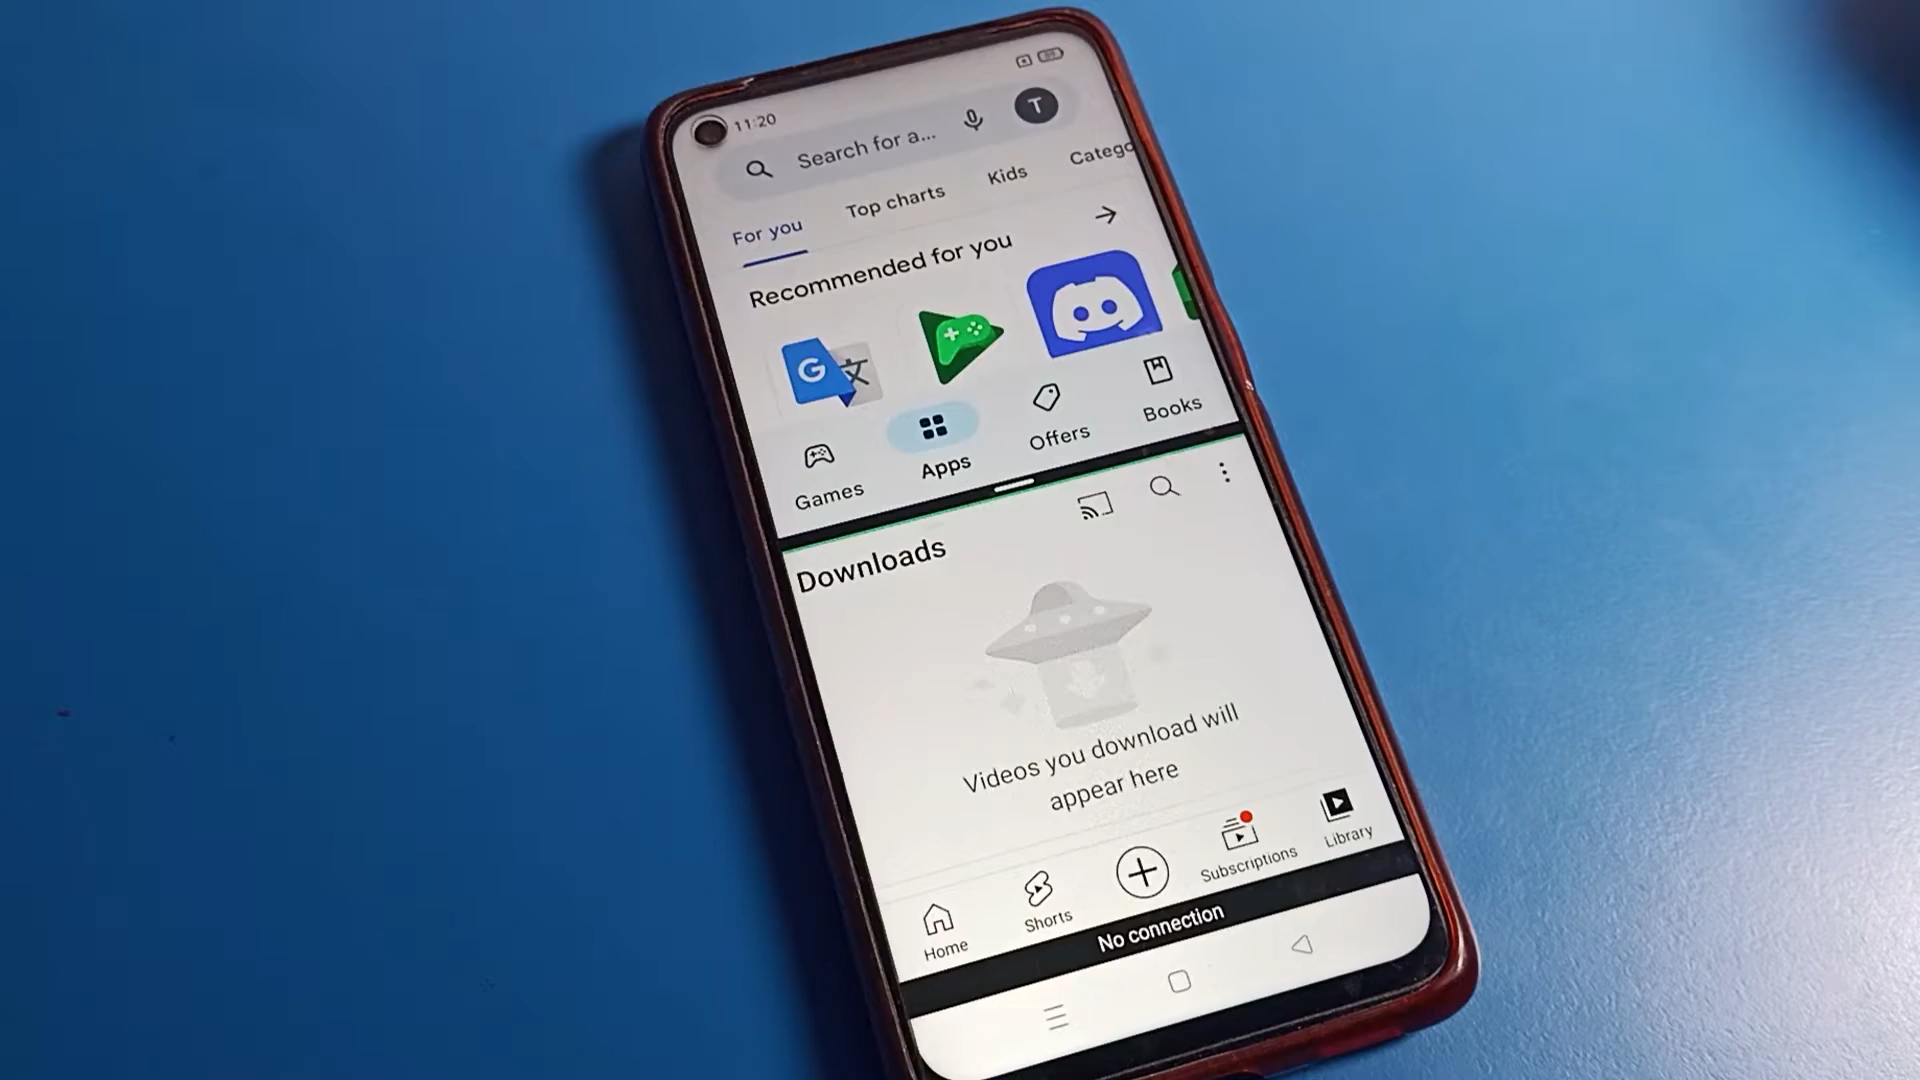 11:20
Search for a...
T
For you
Top charts
Kids
Catego
Recommended for you
G 文
Games
Apps
Offers
Books
Downloads
Videos you download will
appear here
Home
Shorts
Subscriptions
Library
No connection